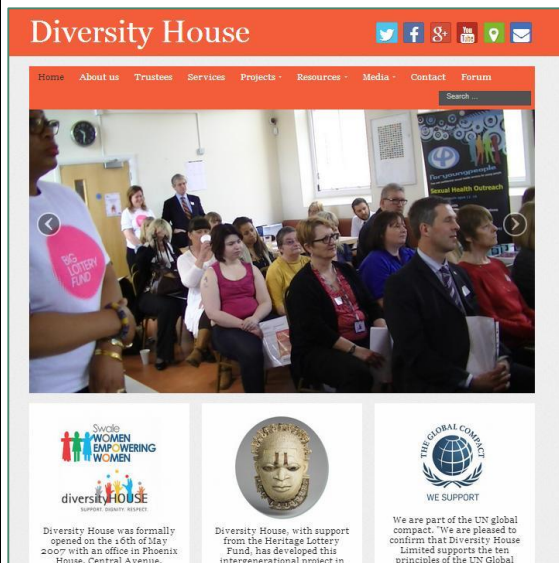 Diversity House
You
Tube
Home About us Trustees Services Projects Resources Media Contact Forum
Search ...
foryoungpeople
Sexual Health Outreach
BIG
LOTTERY
FUND
Swale
WOMEN
EMPOWERING
WOMEN
diversityHOUSE
SUPPORT. DIGNITY. RESPECT.
Diversity House was formally
opened on the 16th of May
2007 with an office in Phoenix
House, Central Avenue,
Diversity House, with support
from the Heritage Lottery
Fund, has developed this
intergenerational project in
THE GLOBAL COMPACT
WE SUPPORT
We are part of the UN global
compact. "We are pleased to
confirm that Diversity House
Limited supports the ten
principles of the UN Global